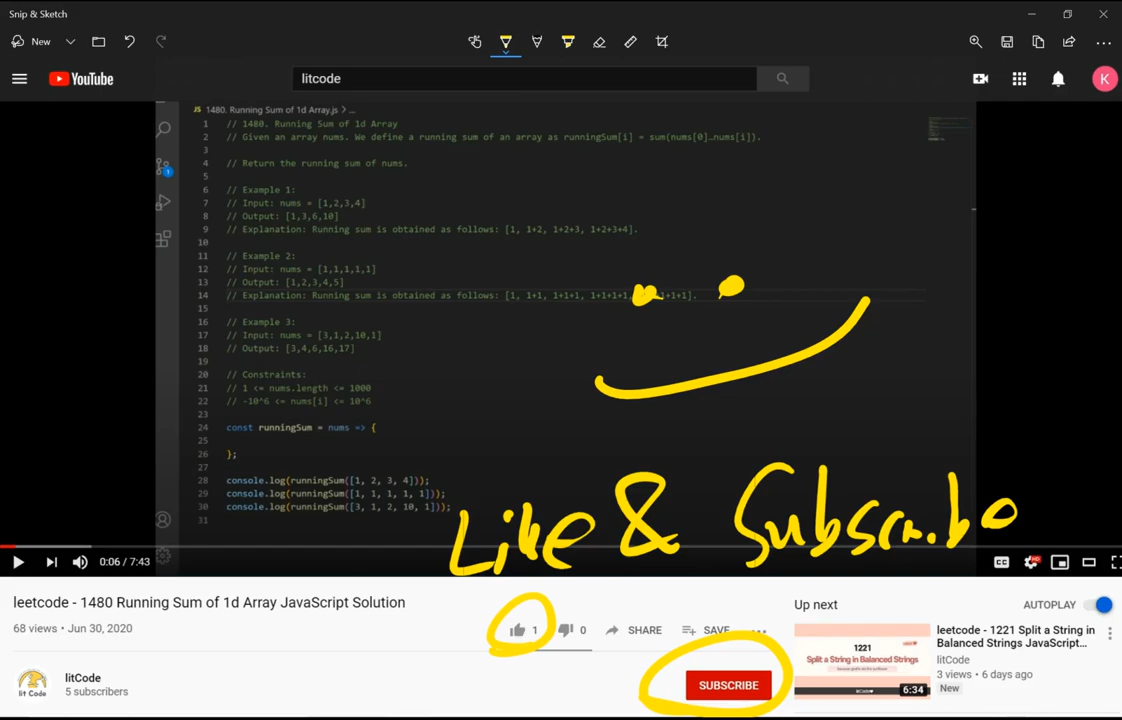 Snip & Sketch
New
YouTube
litcode
K
JS 1480. Running Sum of 1d Array.js > ...
1 // 1480. Running Sum of 1d Array
2 // Given an array nums. We define a running sum of an array as runningSum[i] = sum(nums[0]…nums[i]).
3
4 // Return the running sum of nums.
5
6 // Example 1:
7 // Input: nums = [1,2,3,4]
8 // Output: [1,3,6,10]
9 // Explanation: Running sum is obtained as follows: [1, 1+2, 1+2+3, 1+2+3+4].
10
11 // Example 2:
12 // Input: nums = [1,1,1,1,1]
13 // Output: [1,2,3,4,5]
14 // Explanation: Running sum is obtained as follows: [1, 1+1, 1+1+1, 1+1+1+1, 1+1+1].
15
16 // Example 3:
17 // Input: nums = [3,1,2,10,1]
18 // Output: [3,4,6,16,17]
19
20 // Constraints:
21 // 1 <= nums.length <= 1000
22 // -10^6 <= nums[i] <= 10^6
23
24 const runningSum = nums => {
25
26 };
27
28 console.log(runningSum([1, 2, 3, 4]));
29 console.log(runningSum([1, 1, 1, 1, 1]));
30 console.log(runningSum([3, 1, 2, 10, 1]));
31
Like & Subscribe
0:06 / 7:43
CC
HD
leetcode - 1480 Running Sum of 1d Array JavaScript Solution
68 views • Jun 30, 2020
1
0
SHARE
SAVE
...
lit Code
litCode
5 subscribers
SUBSCRIBE
Up next
AUTOPLAY
1221
Split a String in Balanced Strings
6:34
leetcode - 1221 Split a String in
Balanced Strings JavaScript...
litCode
3 views • 6 days ago
New